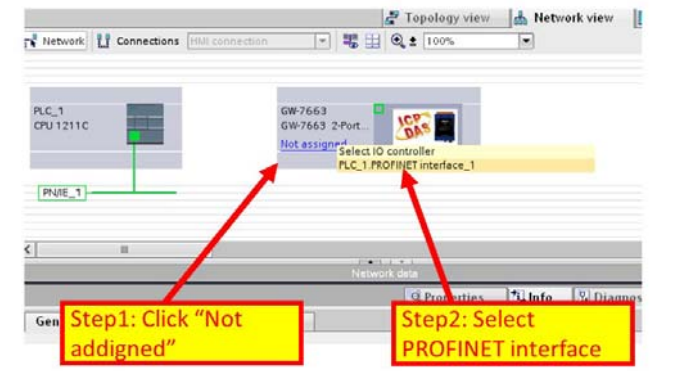 Topology view
Network view
Network
Connections
HMI connection
100%
PLC_1
CPU 1211C
GW-7663
GW-7663 2-Port...
Not assigned
ICP
DAS
Select IO controller
PLC_1.PROFINET interface_1
PN/IE_1
Network data
Properties
Info
Diagnos
Gen
Step1: Click “Not
addigned”
Step2: Select
PROFINET interface